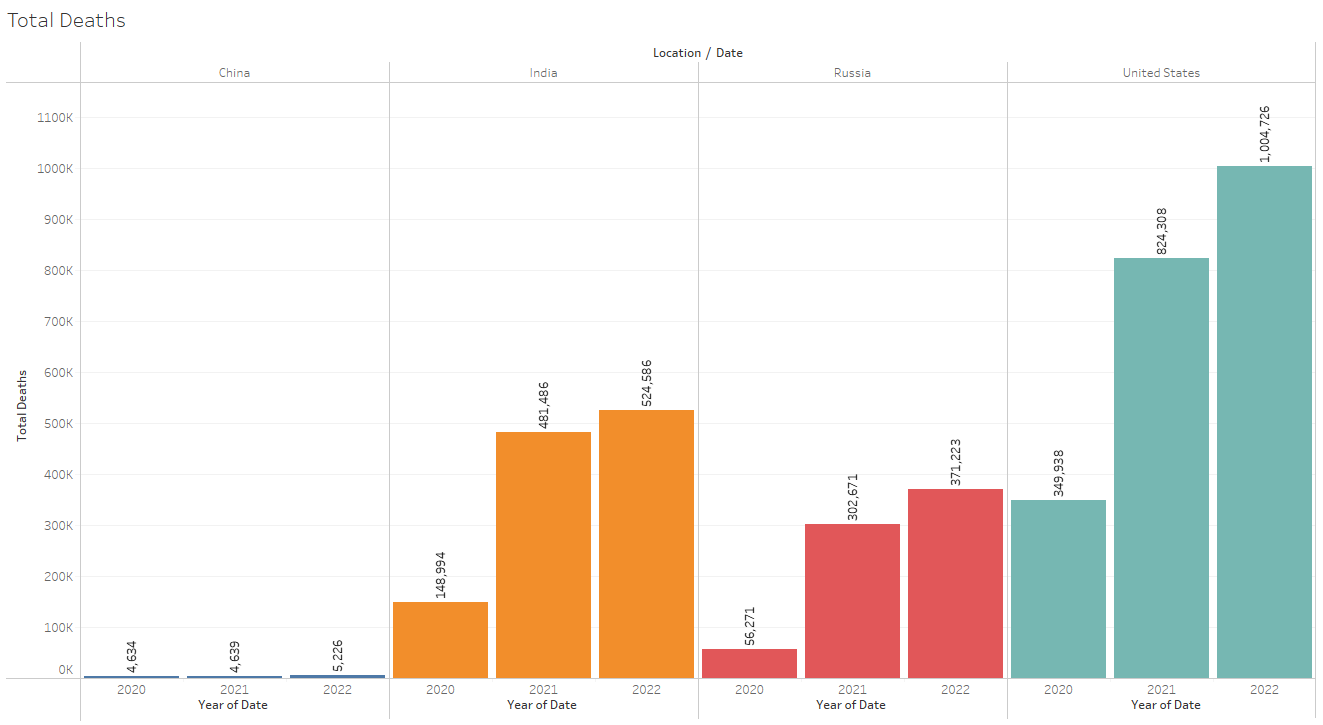 Total Deaths
Location / Date
China India Russia United States
Total Deaths
1100K
1000K
900K
800K
700K
600K
500K
400K
300K
200K
100K
0K
4,634 4,639 5,226 148,994 481,486 524,586 56,271 302,671 371,223 349,938 824,308 1,004,726
2020 2021 2022 2020 2021 2022 2020 2021 2022 2020 2021 2022
Year of Date Year of Date Year of Date Year of Date